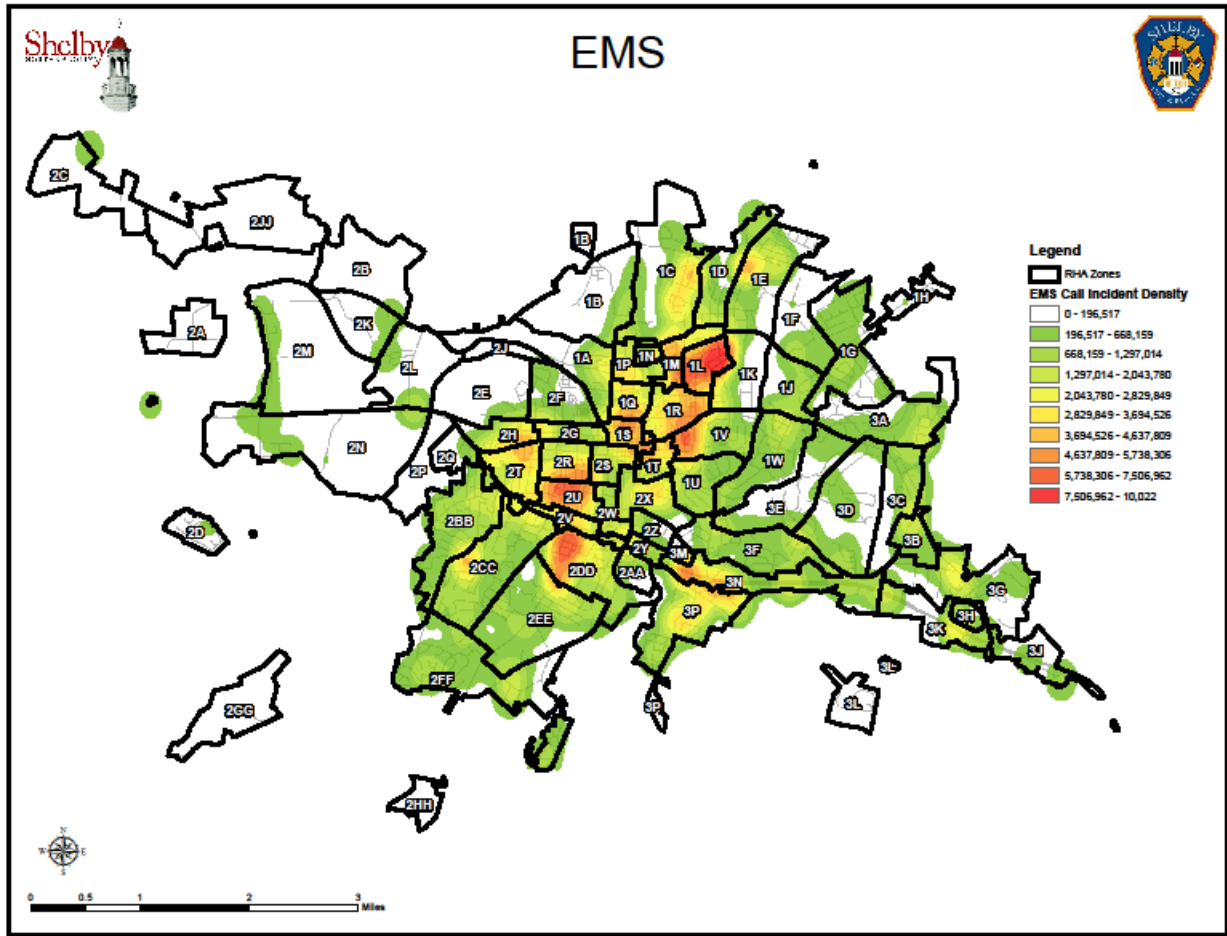 Shelby
EMS
SHELBY
2C
2JJ
2B
1B
1C
1D
1E
1H
1B
1F
2A
2K
2M
1G
2J
1A
1N
1P
1M
1L
1K
2L
1J
2E
2F
1Q
1R
3A
2H
2G
1S
1V
2N
2Q
2R
2S
1T
1W
2P
2T
1U
2U
2X
3C
3E
3D
2BB
2W
2V
2D
2Z
3B
2Y
3M
3F
2CC
2DD
2AA
3N
3G
3P
2EE
3H
3K
3J
3L
2FF
3P
3L
2GG
2HH
Legend
RHA Zones
EMS Call Incident Density
0 - 196,517
196,517 - 668,159
668,159 - 1,297,014
1,297,014 - 2,043,780
2,043,780 - 2,829,849
2,829,849 - 3,694,526
3,694,526 - 4,637,809
4,637,809 - 5,738,306
5,738,306 - 7,506,962
7,506,962 - 10,022
N
W E
S
0 0.5 1 2 3
Miles